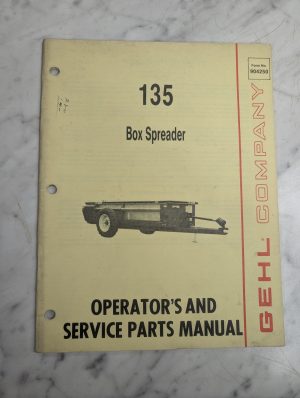 Form No.
904250
135
Box Spreader
GEHL® COMPANY
OPERATOR'S AND
SERVICE PARTS MANUAL